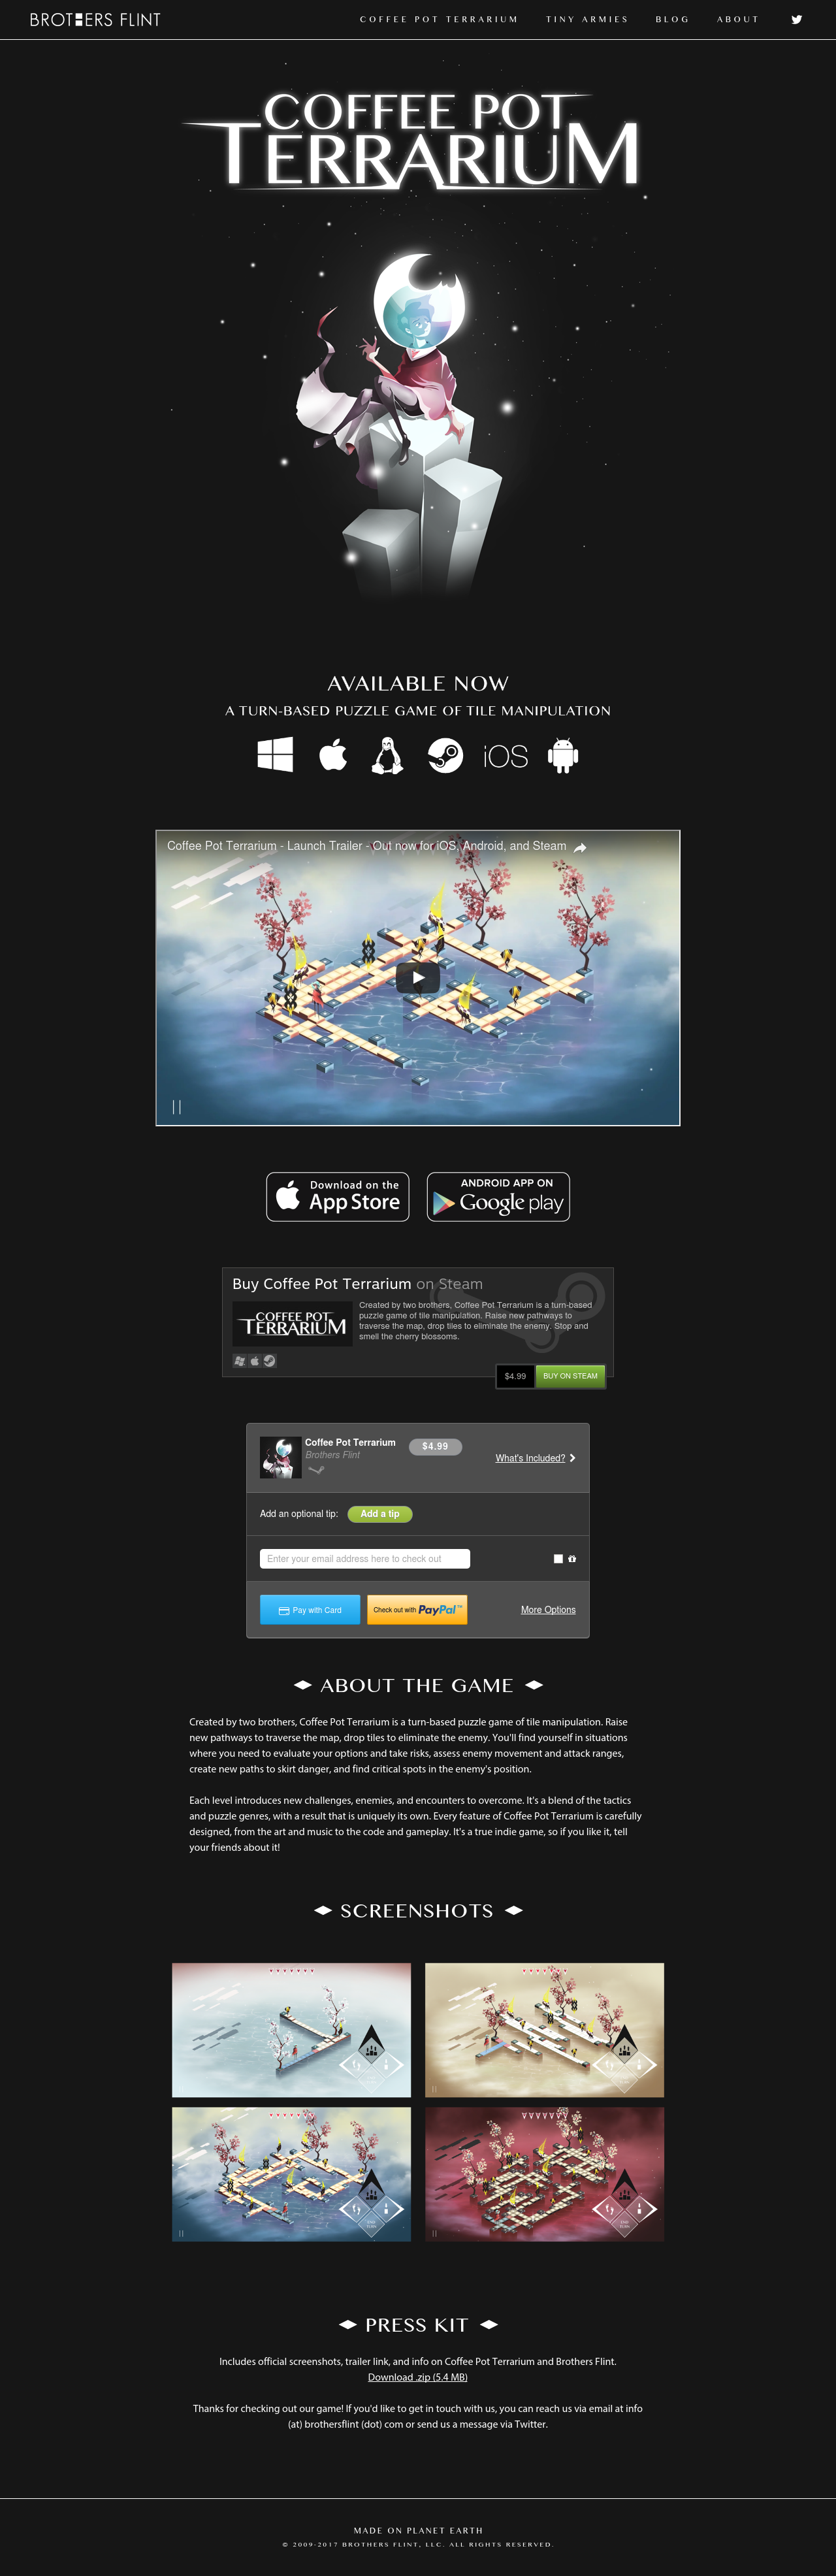 BROTHERS FLINT
COFFEE POT TERRARIUM TINY ARMIES BLOG ABOUT
COFFEE POT
TERRARIUM
AVAILABLE NOW
A TURN-BASED PUZZLE GAME OF TILE MANIPULATION
iOS
Coffee Pot Terrarium - Launch Trailer - Out now for iOS, Android, and Steam
Download on the
App Store
ANDROID APP ON
Google play
Buy Coffee Pot Terrarium on Steam
COFFEE POT
TERRARIUM
Created by two brothers, Coffee Pot Terrarium is a turn-based
puzzle game of tile manipulation. Raise new pathways to
traverse the map, drop tiles to eliminate the enemy. Stop and
smell the cherry blossoms.
$4.99 BUY ON STEAM
Coffee Pot Terrarium $4.99
Brothers Flint
What's Included?
Add an optional tip: Add a tip
Enter your email address here to check out
Pay with Card Check out with PayPal™ More Options
ABOUT THE GAME
Created by two brothers, Coffee Pot Terrarium is a turn-based puzzle game of tile manipulation. Raise
new pathways to traverse the map, drop tiles to eliminate the enemy. You'll find yourself in situations
where you need to evaluate your options and take risks, assess enemy movement and attack ranges,
create new paths to skirt danger, and find critical spots in the enemy's position.
Each level introduces new challenges, enemies, and encounters to overcome. It's a blend of the tactics
and puzzle genres, with a result that is uniquely its own. Every feature of Coffee Pot Terrarium is carefully
designed, from the art and music to the code and gameplay. It's a true indie game, so if you like it, tell
your friends about it!
SCREENSHOTS
END
TURN
END
TURN
PRESS KIT
Includes official screenshots, trailer link, and info on Coffee Pot Terrarium and Brothers Flint.
Download .zip (5.4 MB)
Thanks for checking out our game! If you'd like to get in touch with us, you can reach us via email at info
(at) brothersflint (dot) com or send us a message via Twitter.
MADE ON PLANET EARTH
© 2009-2017 BROTHERS FLINT, LLC. ALL RIGHTS RESERVED.